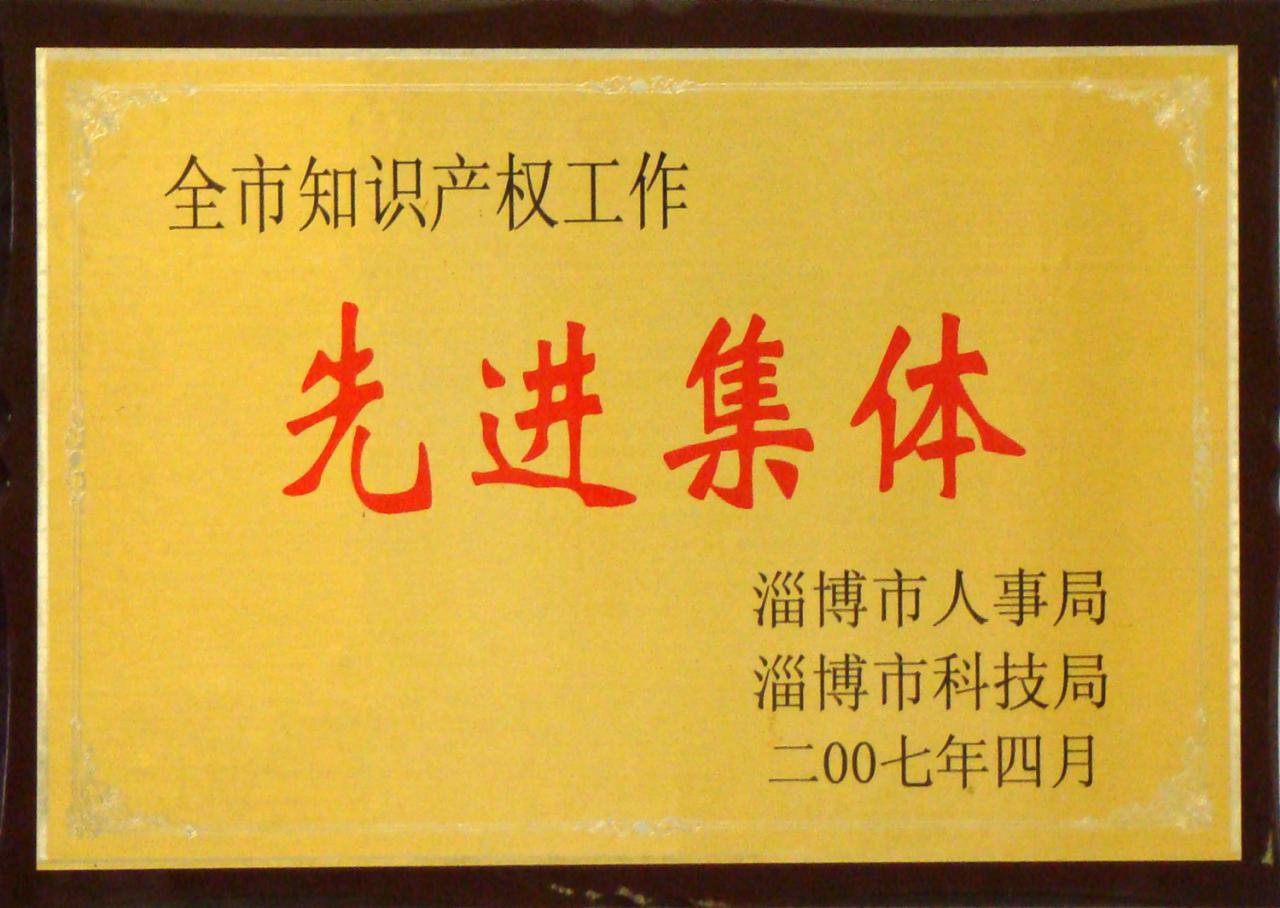 全市知识产权工作
先进集体
淄博市人事局
淄博市科技局
二00七年四月